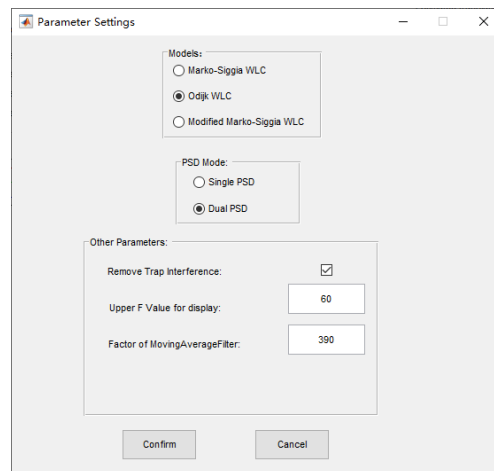 Parameter Settings
Models:
Marko-Siggia WLC
Odijk WLC
Modified Marko-Siggia WLC
PSD Mode:
Single PSD
Dual PSD
Other Parameters:
Remove Trap Interference:
Upper F Value for display:
60
Factor of MovingAverageFilter:
390
Confirm
Cancel